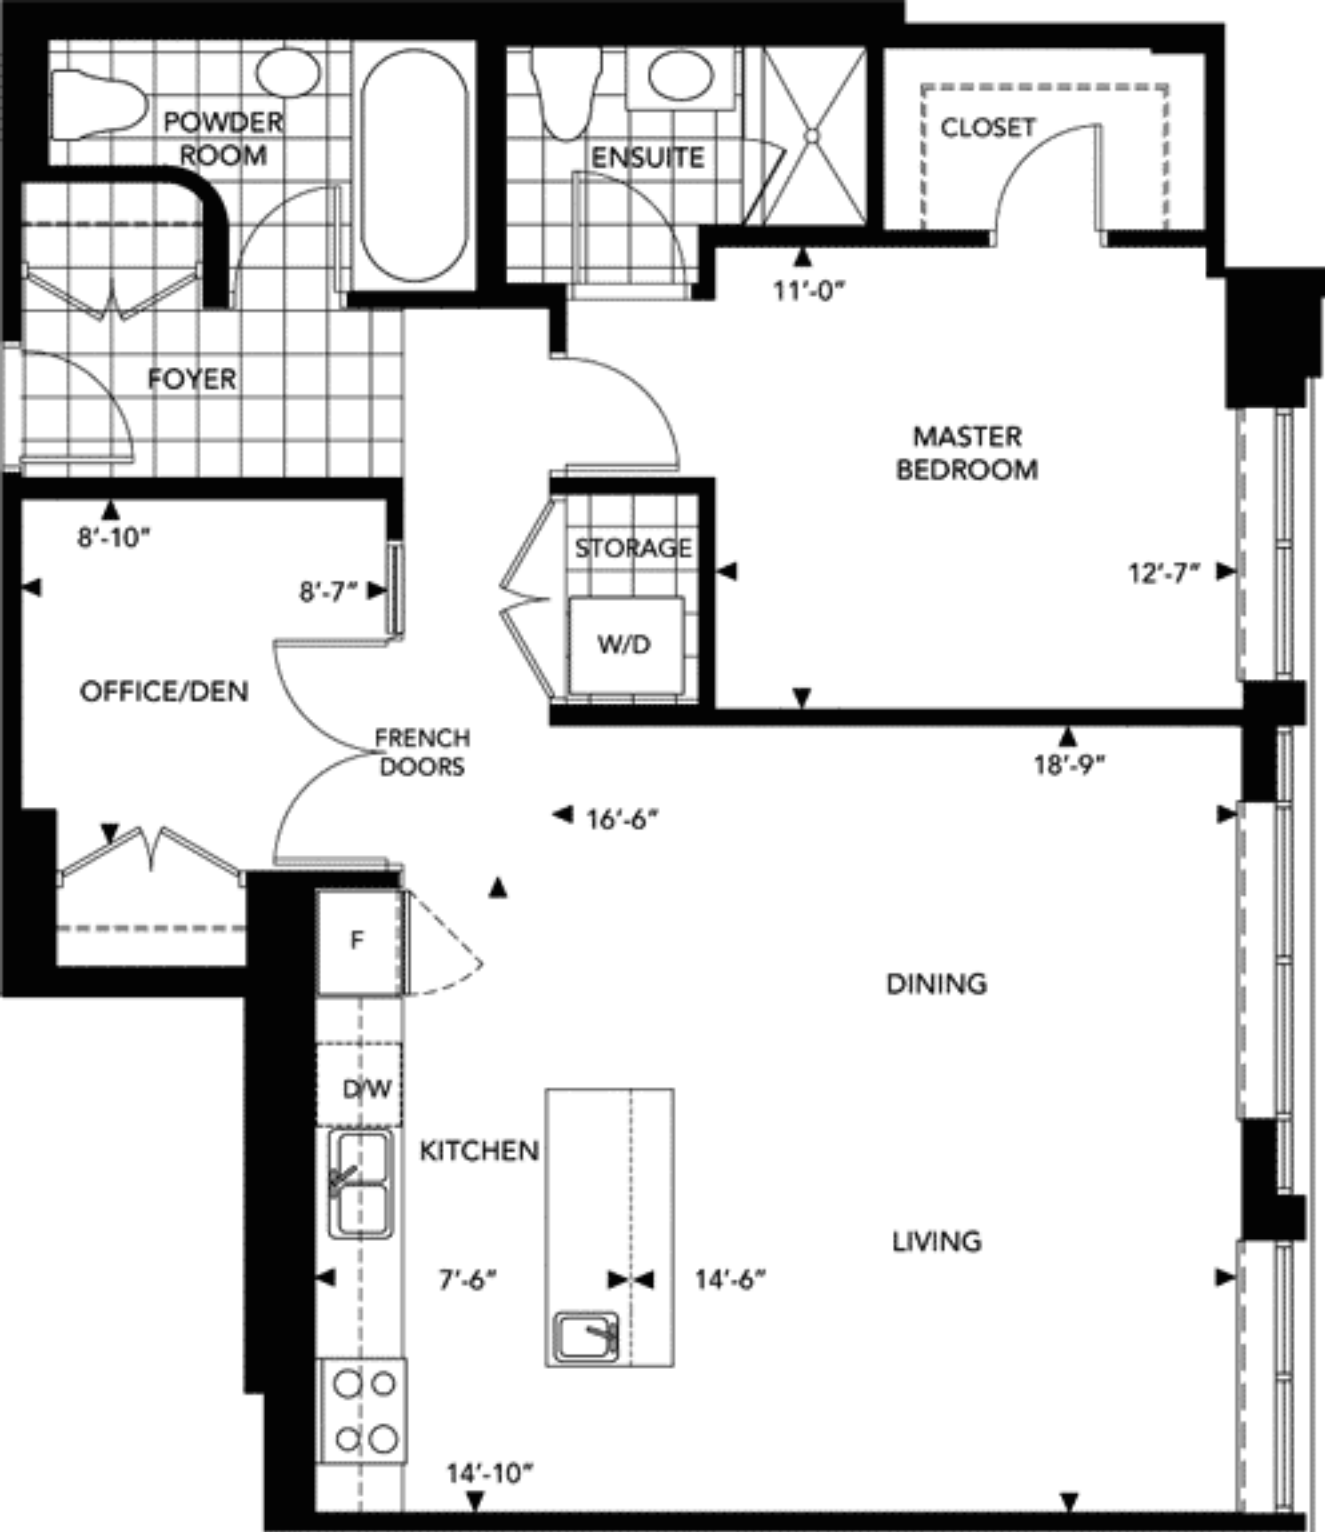 POWDER
ROOM
ENSUITE
CLOSET
11'-0"
FOYER
MASTER
BEDROOM
8'-10"
STORAGE
12'-7"
8'-7"
W/D
OFFICE/DEN
FRENCH
DOORS
18'-9"
16'-6"
F
DINING
D/W
KITCHEN
LIVING
7'-6"
14'-6"
14'-10"